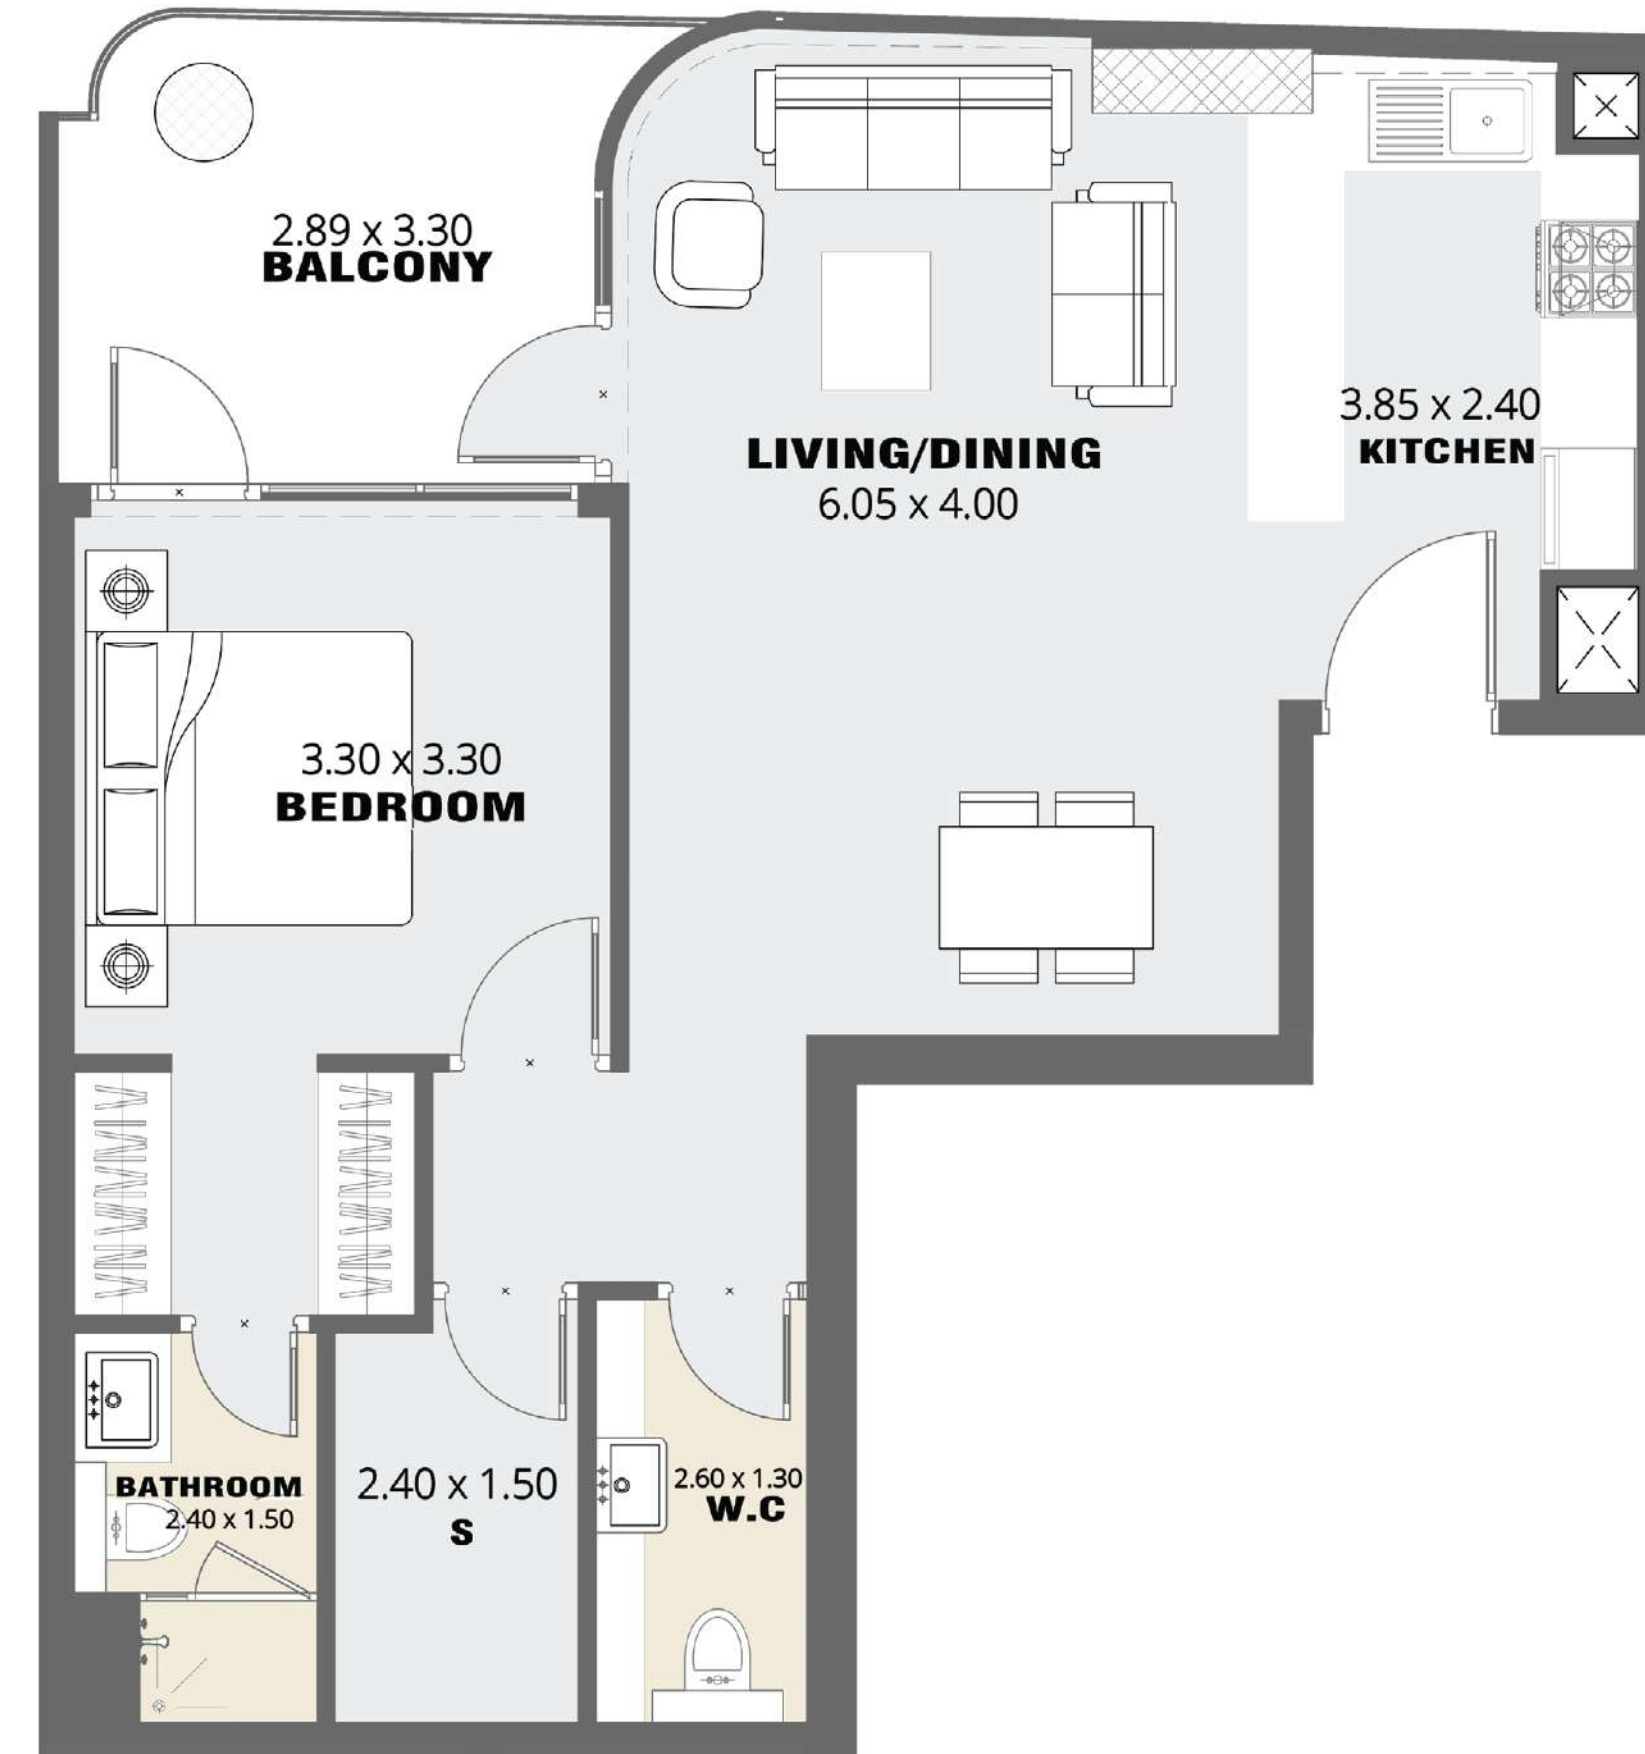 2.89 x 3.30
BALCONY
3.85 x 2.40
KITCHEN
LIVING/DINING
6.05 x 4.00
3.30 x 3.30
BEDROOM
BATHROOM
2.40 x 1.50
2.40 x 1.50
S
2.60 x 1.30
W.C